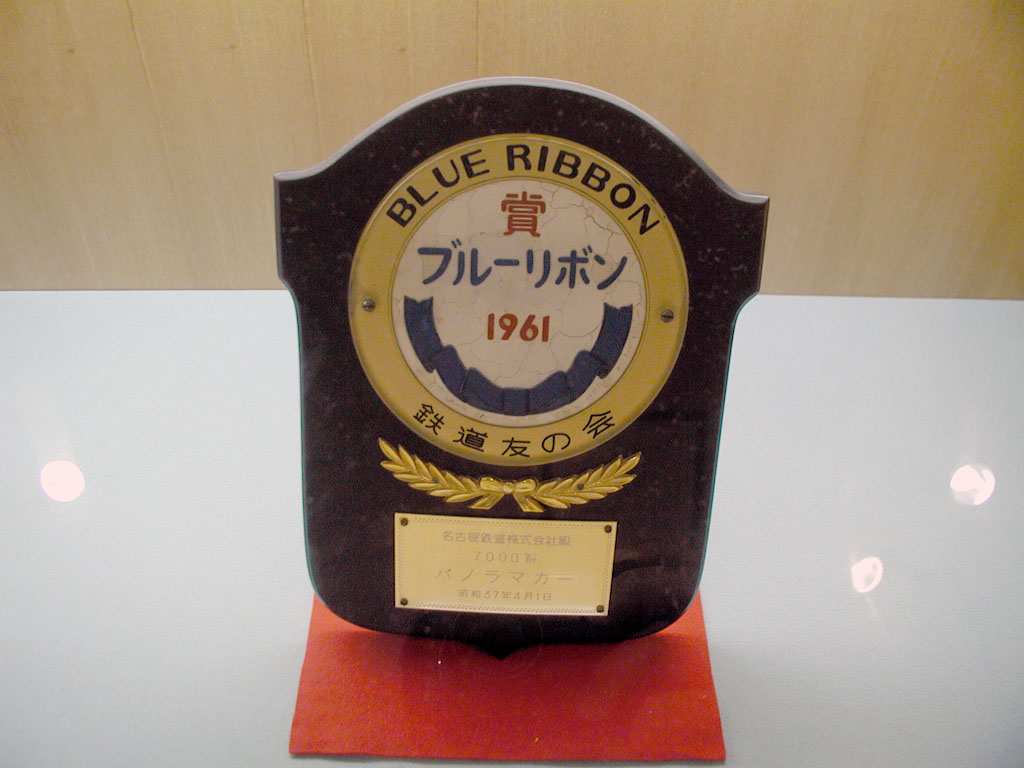 BLUE RIBBON
賞
ブルーリボン
1961
鉄道友の会
名古屋鉄道株式会社殿
7000系
パノラマカー
昭和37年4月1日